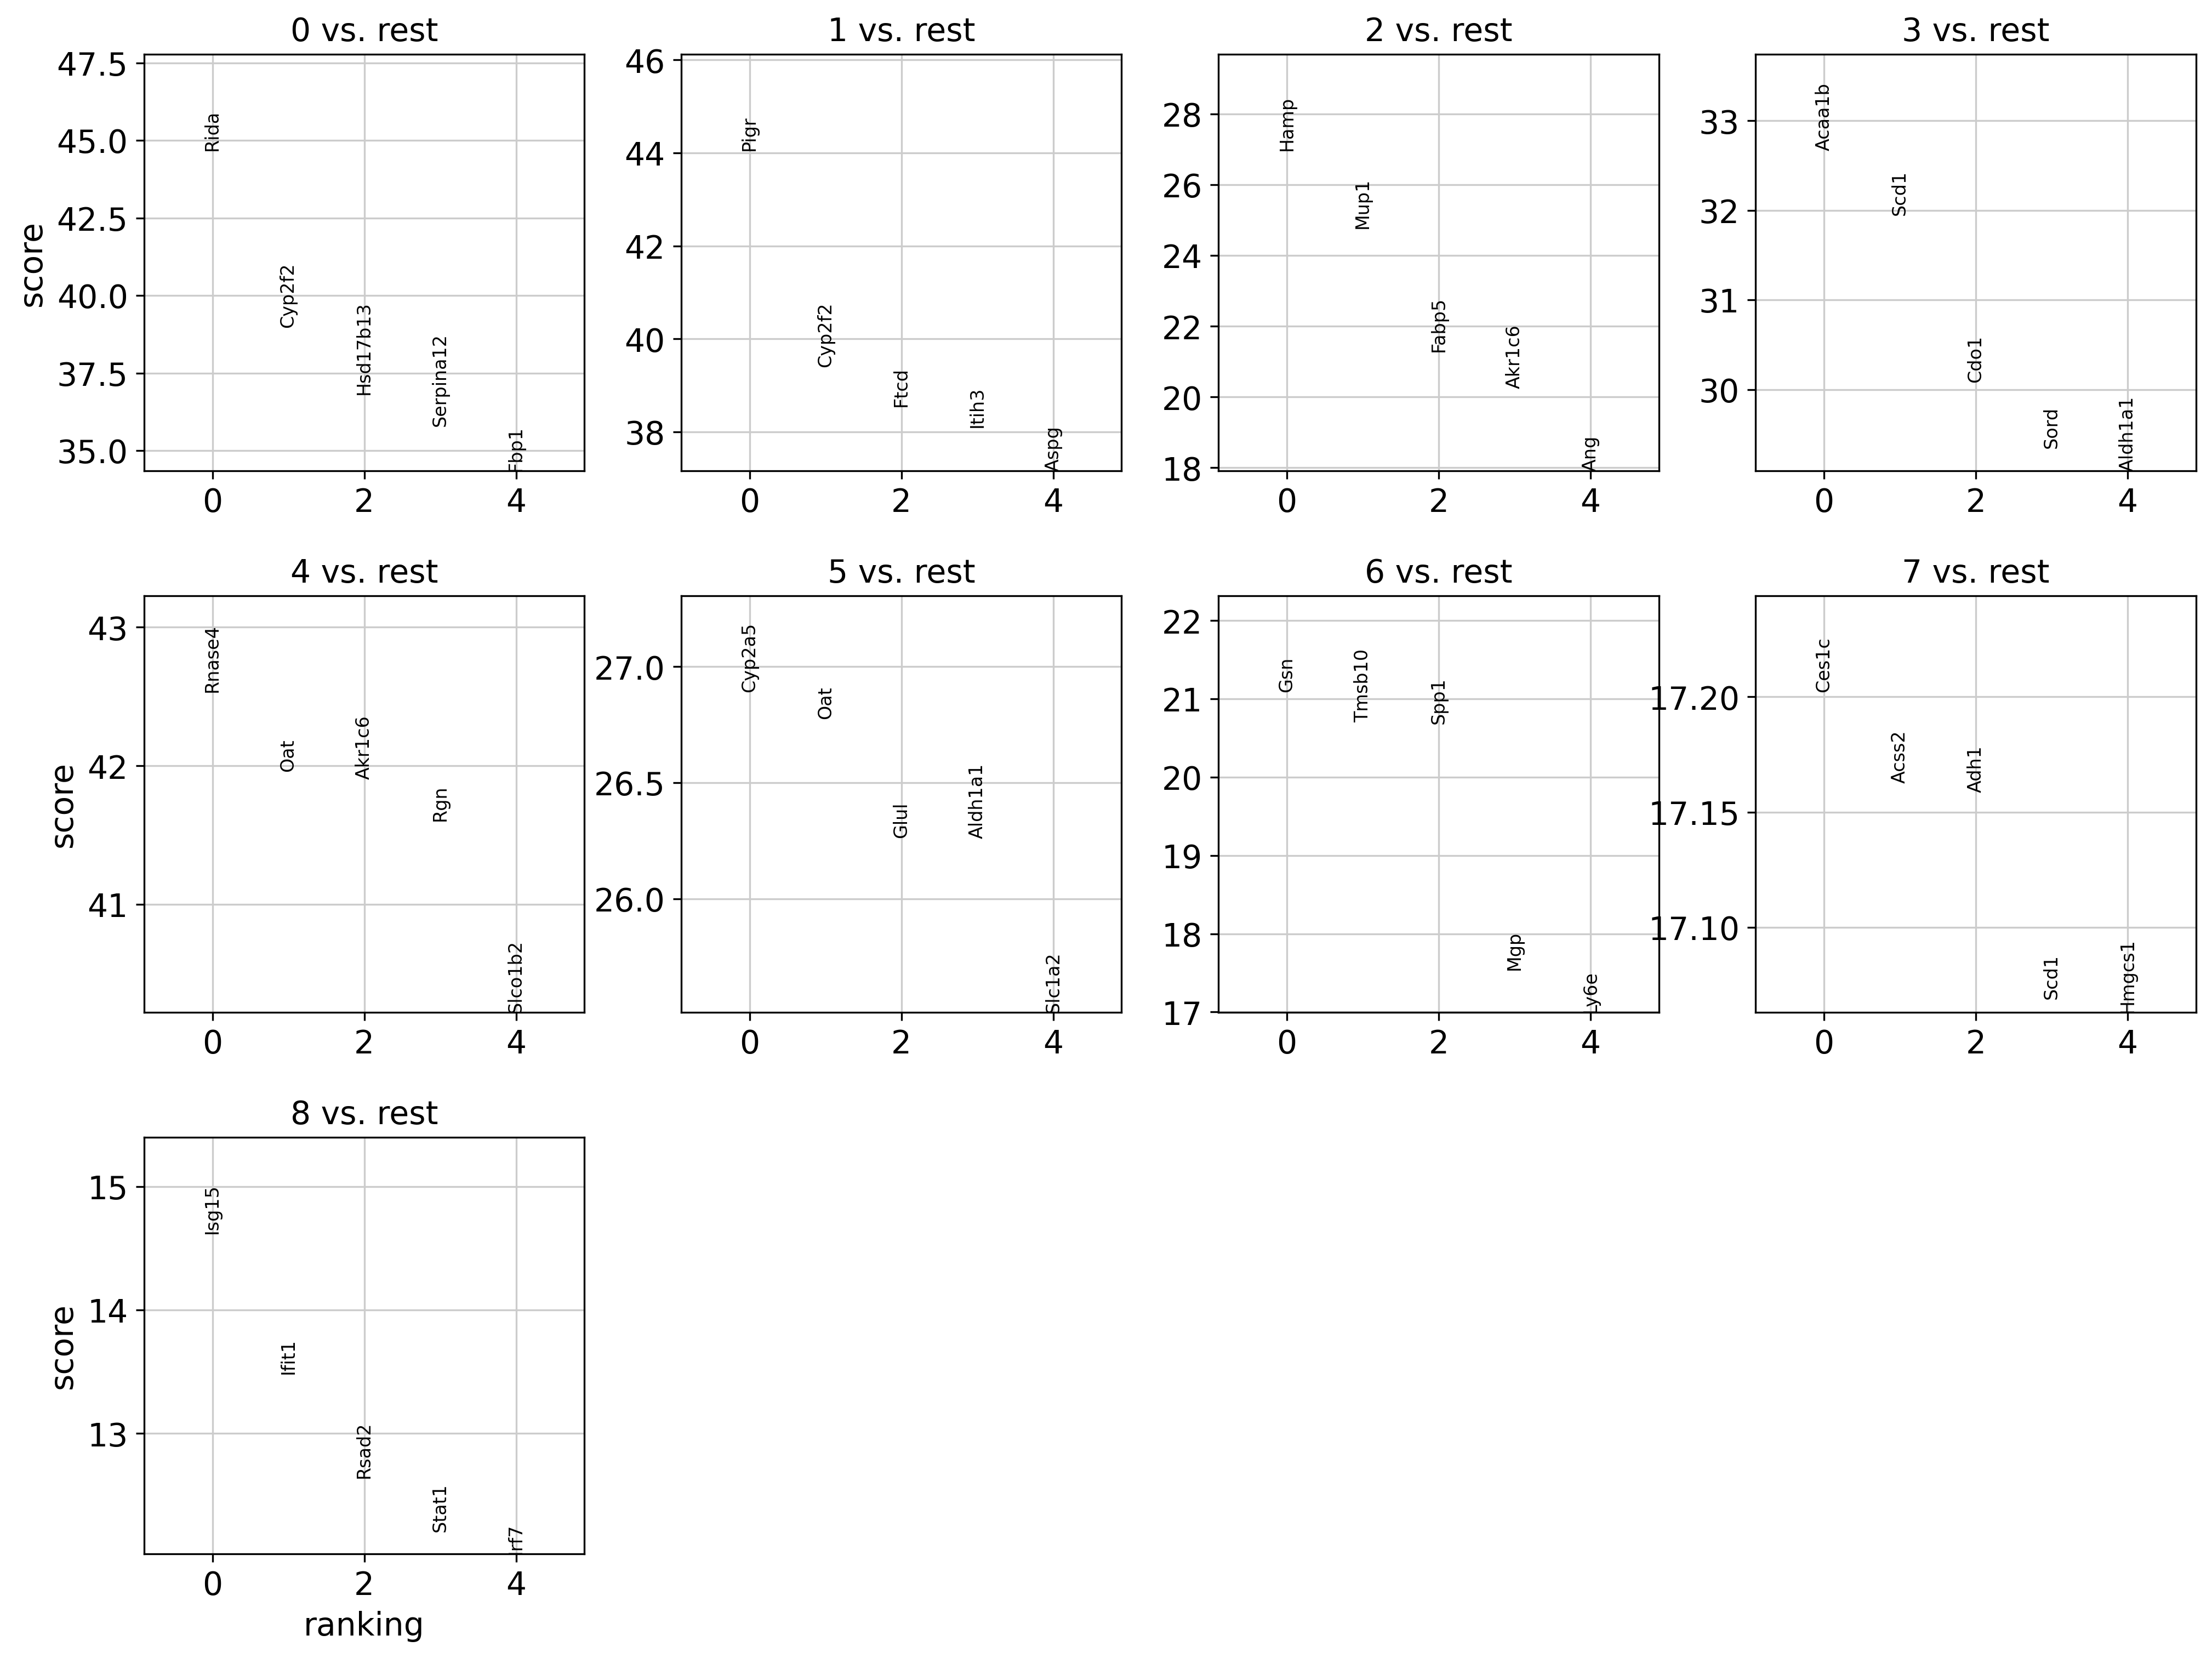 0 vs. rest
1 vs. rest
2 vs. rest
3 vs. rest
47.5
45.0
42.5
40.0
37.5
35.0
score
Rida
Cyp2f2
Hsd17b13
Serpina12
Fbp1
0 2 4
46
44
42
40
38
Pigr
Cyp2f2
Ftcd
Itih3
Aspg
0 2 4
28
26
24
22
20
18
Hamp
Mup1
Fabp5
Akr1c6
Ang
0 2 4
33
32
31
30
Acaa1b
Scd1
Cdo1
Sord
Aldh1a1
0 2 4
4 vs. rest
5 vs. rest
6 vs. rest
7 vs. rest
43
42
41
score
Rnase4
Oat
Akr1c6
Rgn
Slco1b2
0 2 4
27.0
26.5
26.0
Cyp2a5
Oat
Glul
Aldh1a1
Slc1a2
0 2 4
22
21
20
19
18
17
Gsn
Tmsb10
Spp1
Mgp
Ly6e
0 2 4
17.20
17.15
17.10
Ces1c
Acss2
Adh1
Scd1
Hmgcs1
0 2 4
8 vs. rest
15
14
13
score
Isg15
Ifit1
Rsad2
Stat1
Irf7
0 2 4
ranking